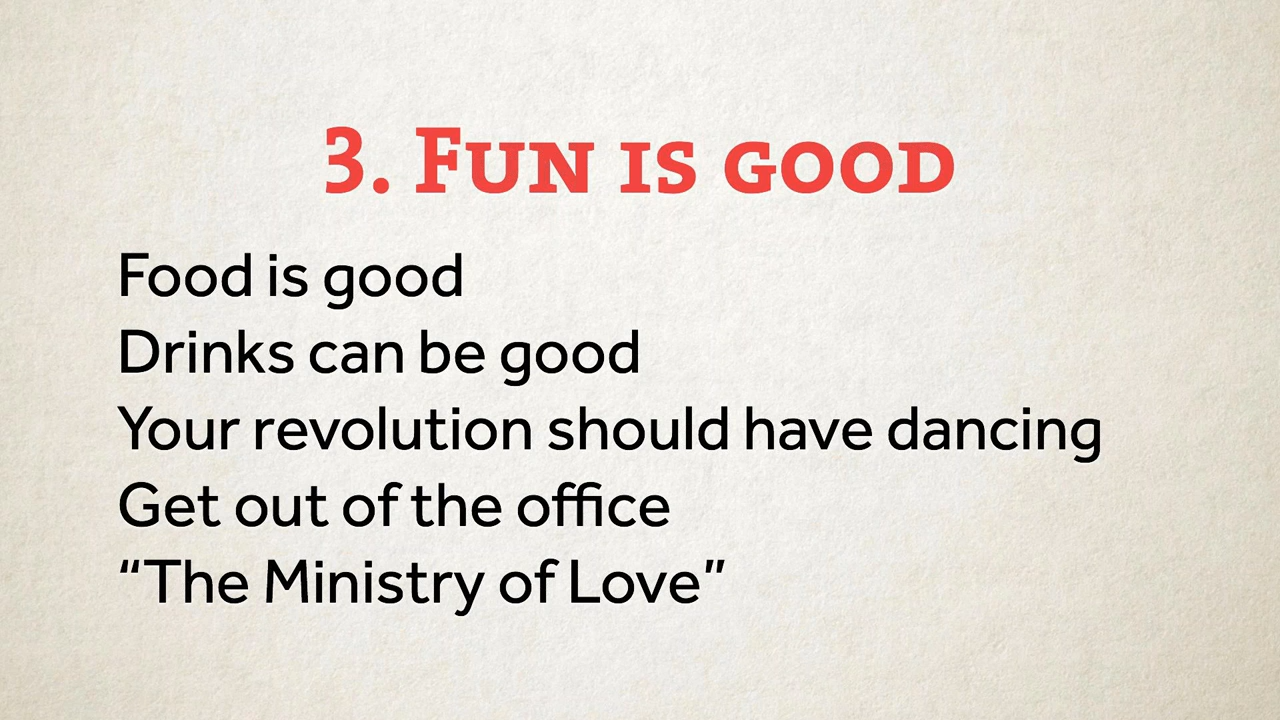 3. Fun is good
Food is good
Drinks can be good
Your revolution should have dancing
Get out of the office
“The Ministry of Love”